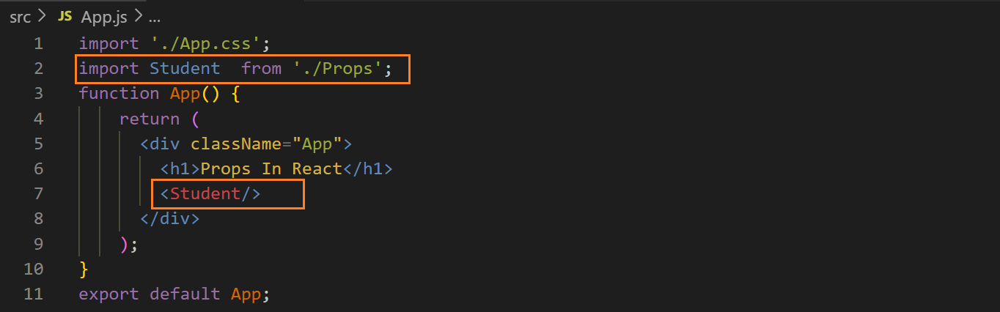 src > JS App.js > ...
1 import './App.css';
2 import Student  from './Props';
3 function App() {
4     return (
5       <div className="App">
6         <h1>Props In React</h1>
7         <Student/>
8       </div>
9     );
10 }
11 export default App;